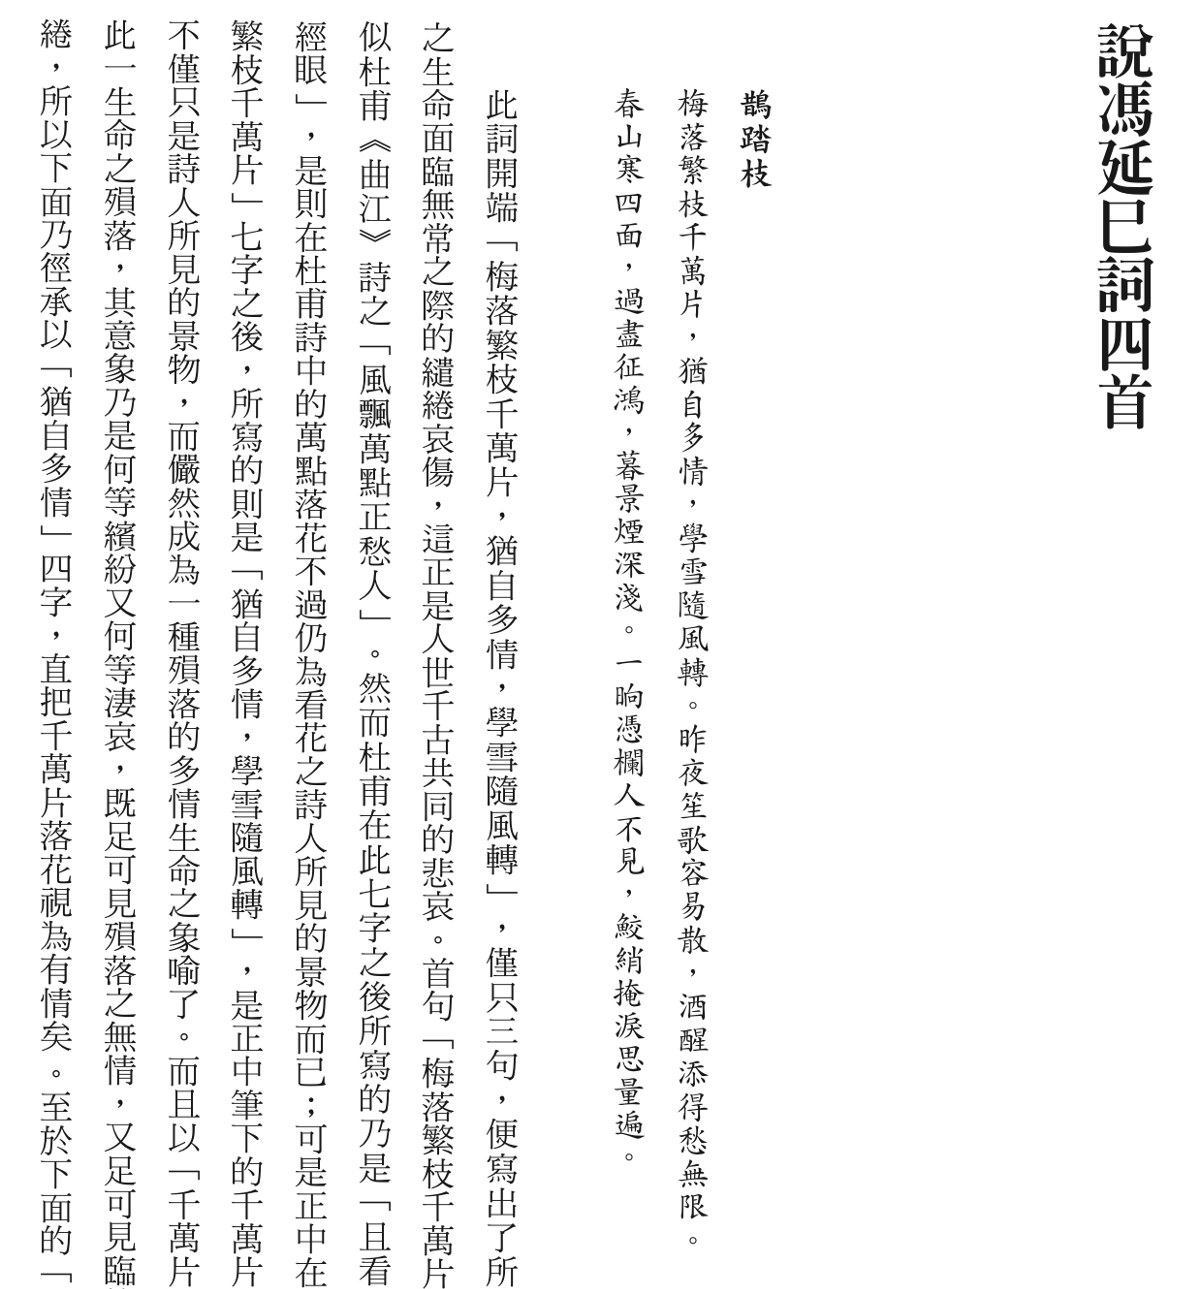 說馮延巳詞四首
鵲踏枝
梅落繁枝千萬片，猶自多情，學雪隨風轉。昨夜笙歌容易散，酒醒添得愁無限。
春山寒四面，過盡征鴻，暮景煙深淺。一晌憑欄人不見，鮫綃掩淚思量遍。
此詞開端「梅落繁枝千萬片，猶自多情，學雪隨風轉」，僅只三句，便寫出了所
之生命面臨無常之際的繾綣哀傷，這正是人世千古共同的悲哀。首句「梅落繁枝千萬片
似杜甫《曲江》詩之「風飄萬點正愁人」。然而杜甫在此七字之後所寫的乃是「且看
經眼」，是則在杜甫詩中的萬點落花不過仍為看花之詩人所見的景物而已；可是正中在
繁枝千萬片」七字之後，所寫的則是「猶自多情，學雪隨風轉」，是正中筆下的千萬片
不僅只是詩人所見的景物，而儼然成為一種殞落的多情生命之象喻了。而且以「千萬片
此一生命之殞落，其意象乃是何等繽紛又何等淒哀，既足可見殞落之無情，又足可見臨
綣，所以下面乃徑承以「猶自多情」四字，直把千萬片落花視為有情矣。至於下面的「